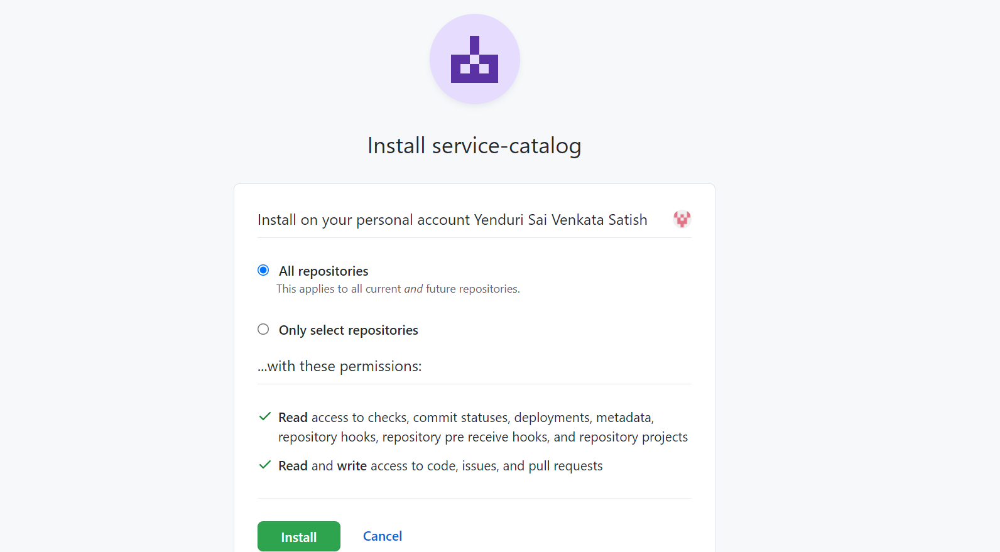 Install service-catalog
Install on your personal account Yenduri Sai Venkata Satish
All repositories
This applies to all current and future repositories.
Only select repositories
...with these permissions:
Read access to checks, commit statuses, deployments, metadata,
repository hooks, repository pre receive hooks, and repository projects
Read and write access to code, issues, and pull requests
Install Cancel